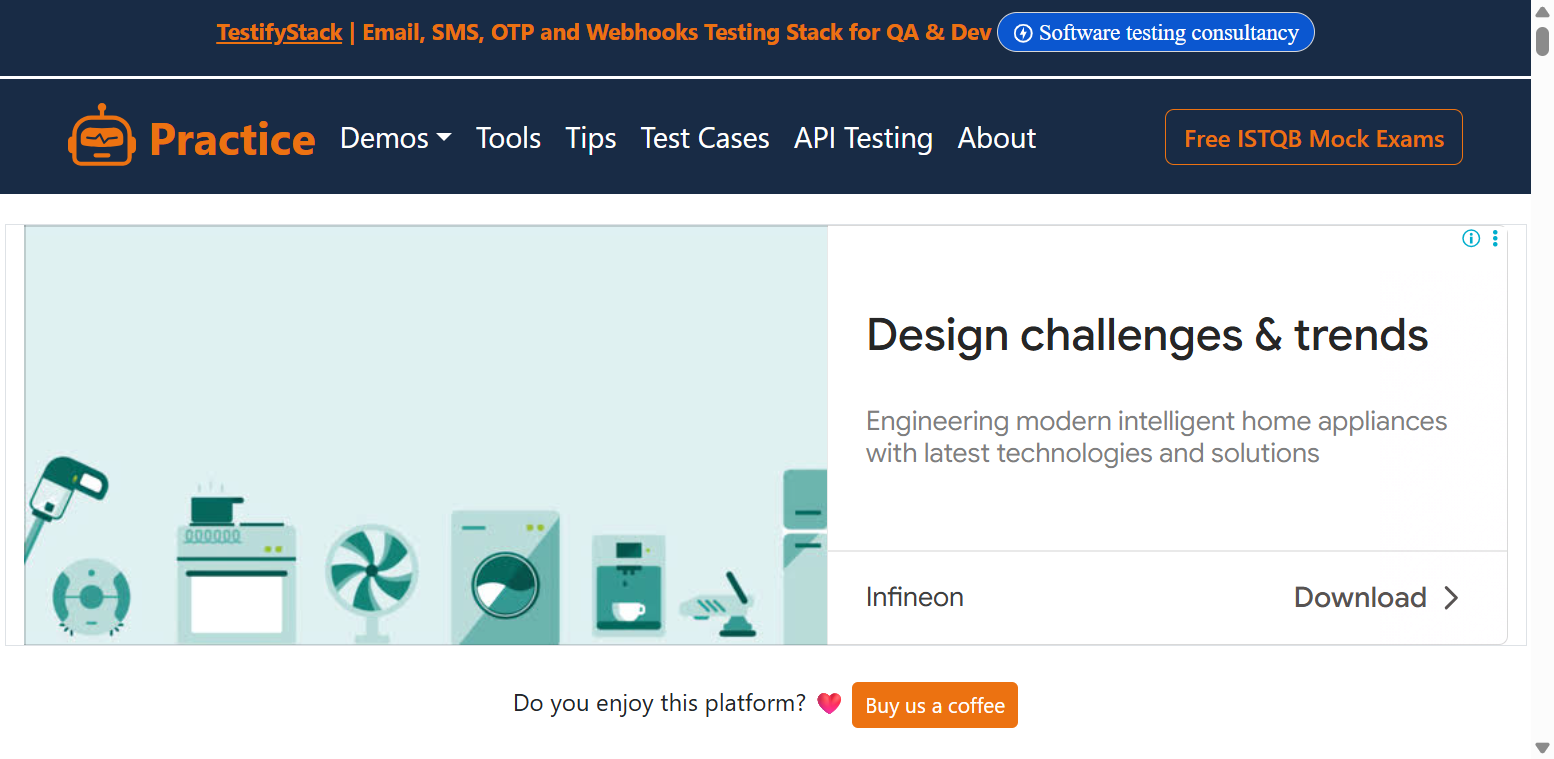 TestifyStack | Email, SMS, OTP and Webhooks Testing Stack for QA & Dev Software testing consultancy
Practice Demos Tools Tips Test Cases API Testing About Free ISTQB Mock Exams
Design challenges & trends
Engineering modern intelligent home appliances
with latest technologies and solutions
Infineon Download
Do you enjoy this platform? Buy us a coffee